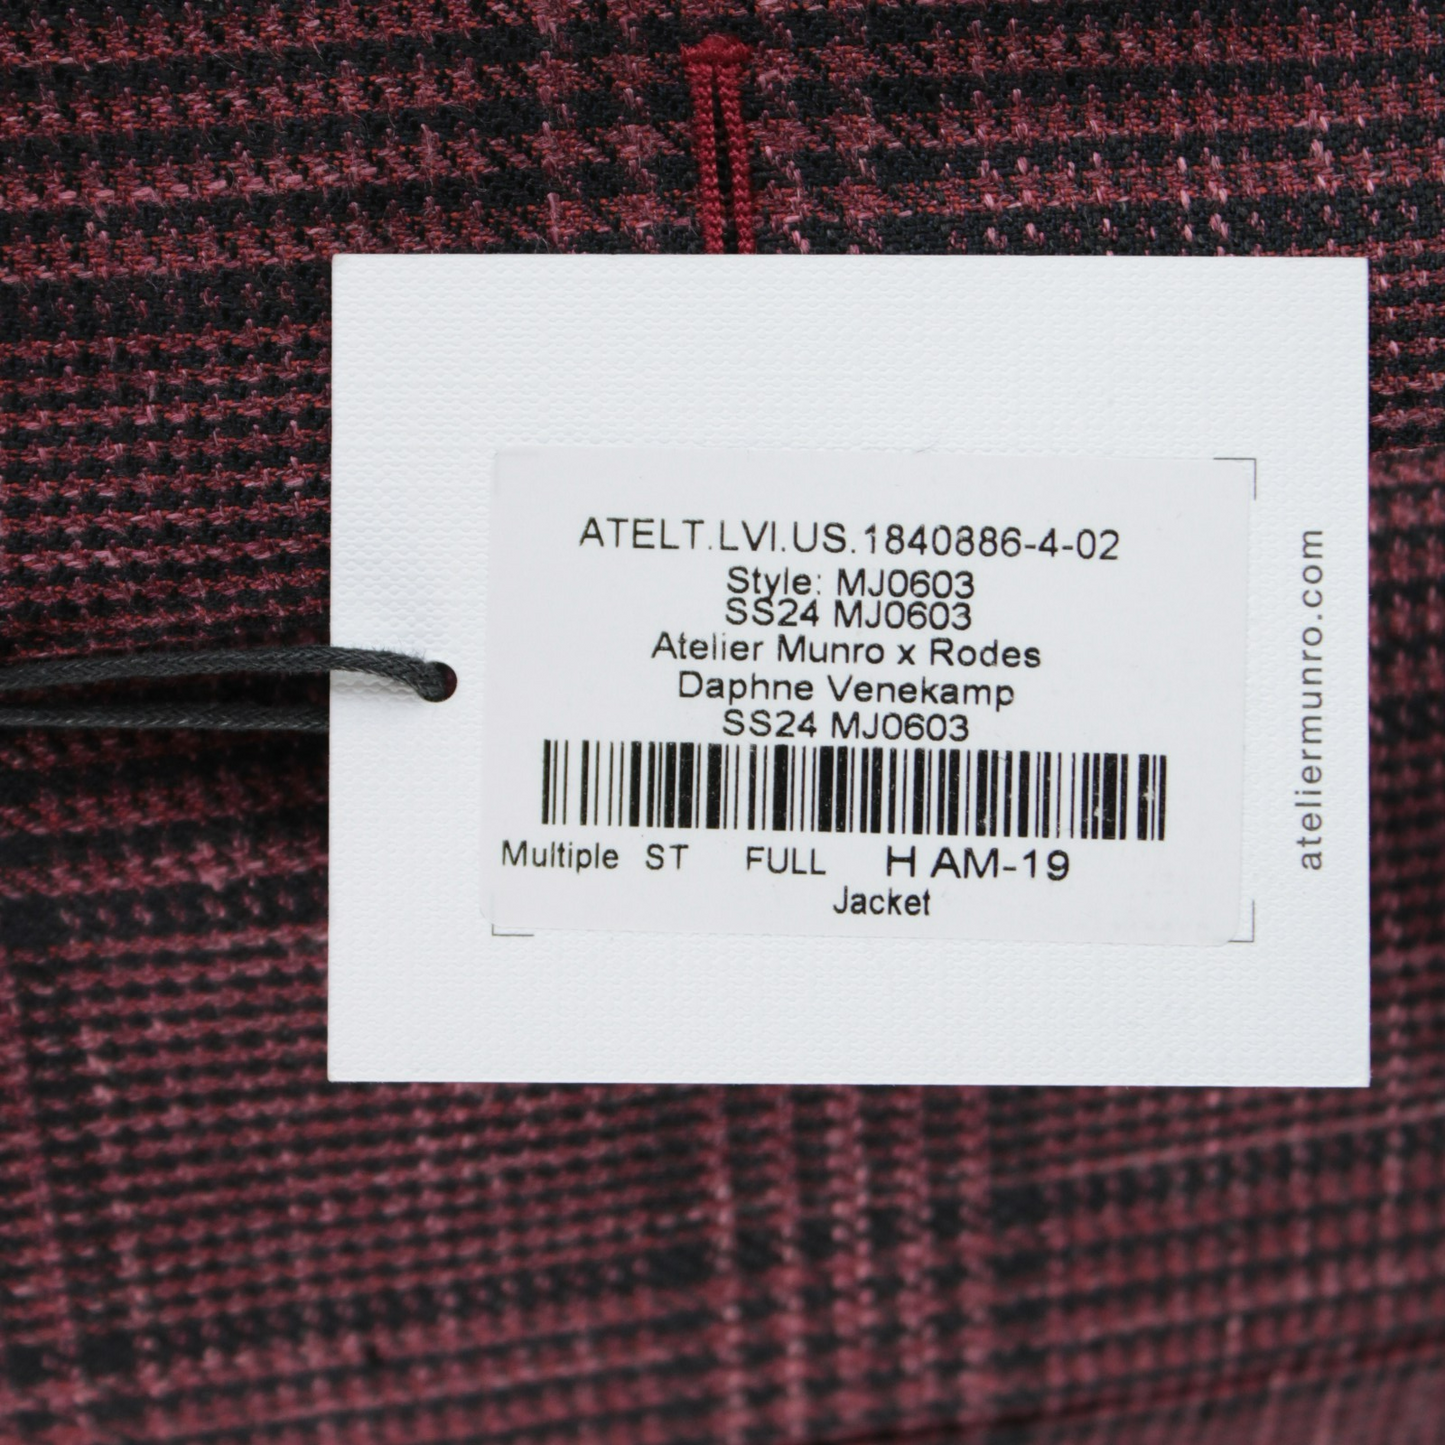 ATELT.LVI.US.1840886-4-02
Style: MJ0603
SS24 MJ0603
Atelier Munro x Rodes
Daphne Venekamp
SS24 MJ0603
Multiple ST FULL H AM-19
Jacket
ateliermunro.com